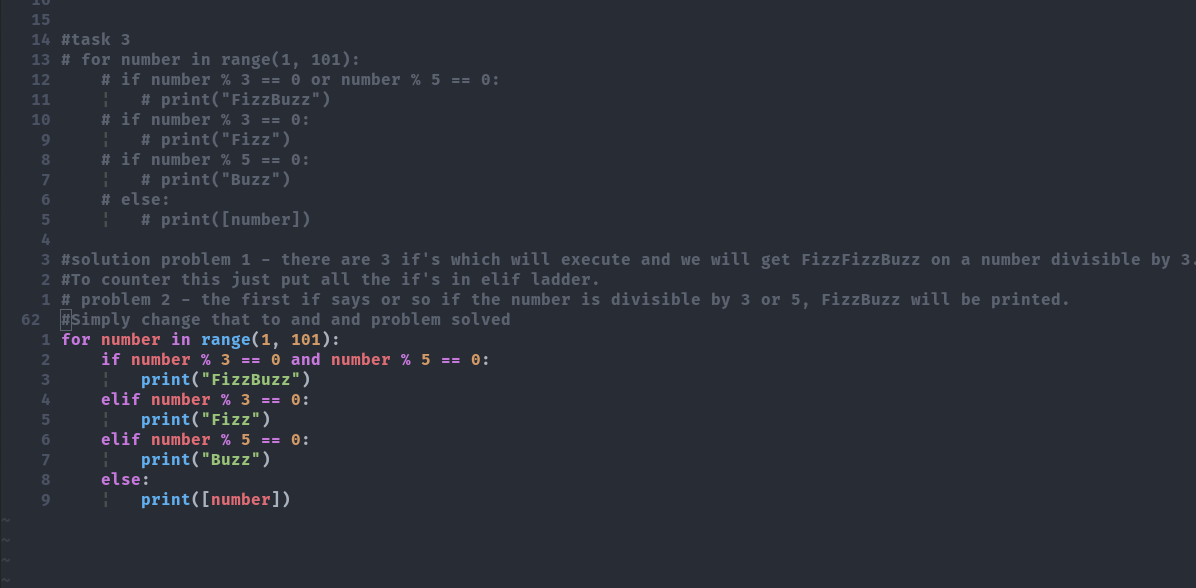 16
15
14 #task 3
13 # for number in range(1, 101):
12     # if number % 3 == 0 or number % 5 == 0:
11     ¦   # print("FizzBuzz")
10     # if number % 3 == 0:
9     ¦   # print("Fizz")
8     # if number % 5 == 0:
7     ¦   # print("Buzz")
6     # else:
5     ¦   # print([number])
4
3 #solution problem 1 - there are 3 if's which will execute and we will get FizzFizzBuzz on a number divisible by 3.
2 #To counter this just put all the if's in elif ladder.
1 # problem 2 - the first if says or so if the number is divisible by 3 or 5, FizzBuzz will be printed.
62 #Simply change that to and and problem solved
1 for number in range(1, 101):
2     if number % 3 == 0 and number % 5 == 0:
3     ¦   print("FizzBuzz")
4     elif number % 3 == 0:
5     ¦   print("Fizz")
6     elif number % 5 == 0:
7     ¦   print("Buzz")
8     else:
9     ¦   print([number])
~
~
~
~